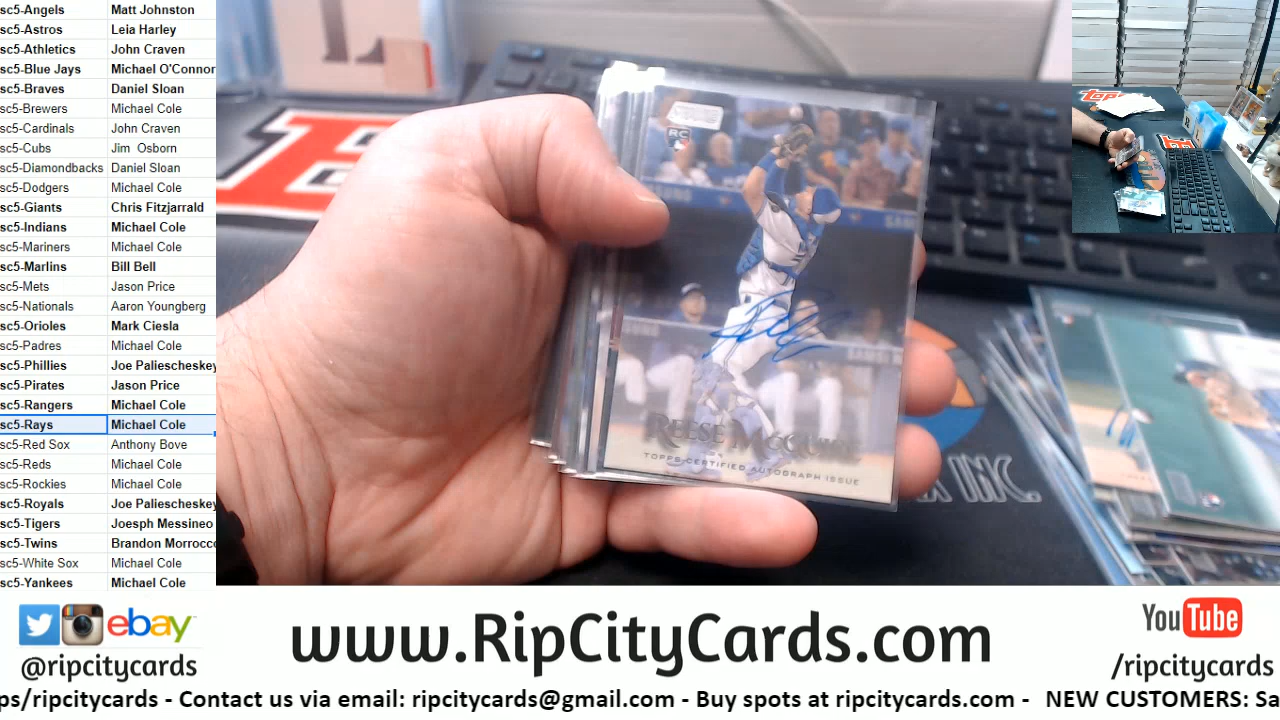 sc5-Angels Matt Johnston
sc5-Astros Leia Harley
sc5-Athletics John Craven
sc5-Blue Jays Michael O'Connor
sc5-Braves Daniel Sloan
sc5-Brewers Michael Cole
sc5-Cardinals John Craven
sc5-Cubs Jim Osborn
sc5-Diamondbacks Daniel Sloan
sc5-Dodgers Michael Cole
sc5-Giants Chris Fitzjarrald
sc5-Indians Michael Cole
sc5-Mariners Michael Cole
sc5-Marlins Bill Bell
sc5-Mets Jason Price
sc5-Nationals Aaron Youngberg
sc5-Orioles Mark Ciesla
sc5-Padres Michael Cole
sc5-Phillies Joe Paliescheskey
sc5-Pirates Jason Price
sc5-Rangers Michael Cole
sc5-Rays Michael Cole
sc5-Red Sox Anthony Bove
sc5-Reds Michael Cole
sc5-Rockies Michael Cole
sc5-Royals Joe Paliescheskey
sc5-Tigers Joesph Messineo
sc5-Twins Brandon Morrocco
sc5-White Sox Michael Cole
sc5-Yankees Michael Cole
RC
REESE MCGUIRE
TOPPS CERTIFIED AUTOGRAPH ISSUE
INC.
topps
ebay
@ripcitycards
www.RipCityCards.com
YouTube
/ripcitycards
ps/ripcitycards - Contact us via email: ripcitycards@gmail.com - Buy spots at ripcitycards.com - NEW CUSTOMERS: Sa